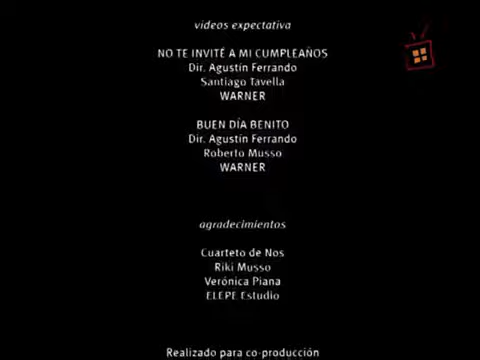 videos expectativa
NO TE INVITÉ A MI CUMPLEAÑOS
Dir. Agustín Ferrando
Santiago Tavella
WARNER
BUEN DÍA BENITO
Dir. Agustín Ferrando
Roberto Musso
WARNER
agradecimientos
Cuarteto de Nos
Riki Musso
Verónica Piana
ELEPE Estudio
Realizado para co-producción